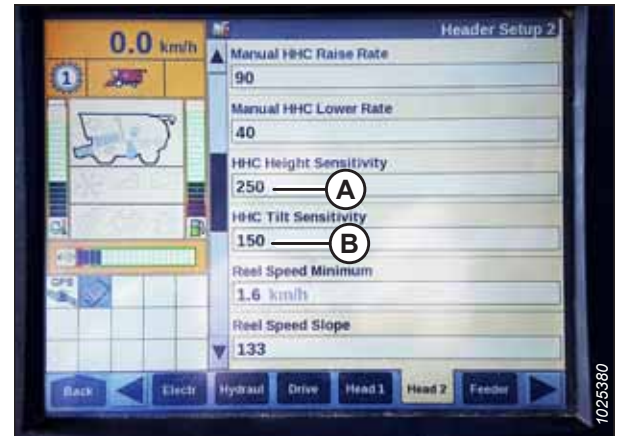 0.0 km/h
Header Setup 2
1
Manual HHC Raise Rate
90
Manual HHC Lower Rate
40
HHC Height Sensitivity
250
A
HHC Tilt Sensitivity
150
B
Reel Speed Minimum
1.6 km/h
Reel Speed Slope
133
GPS
Back
Electr
Hydraul
Drive
Head 1
Head 2
Feeder
1025380